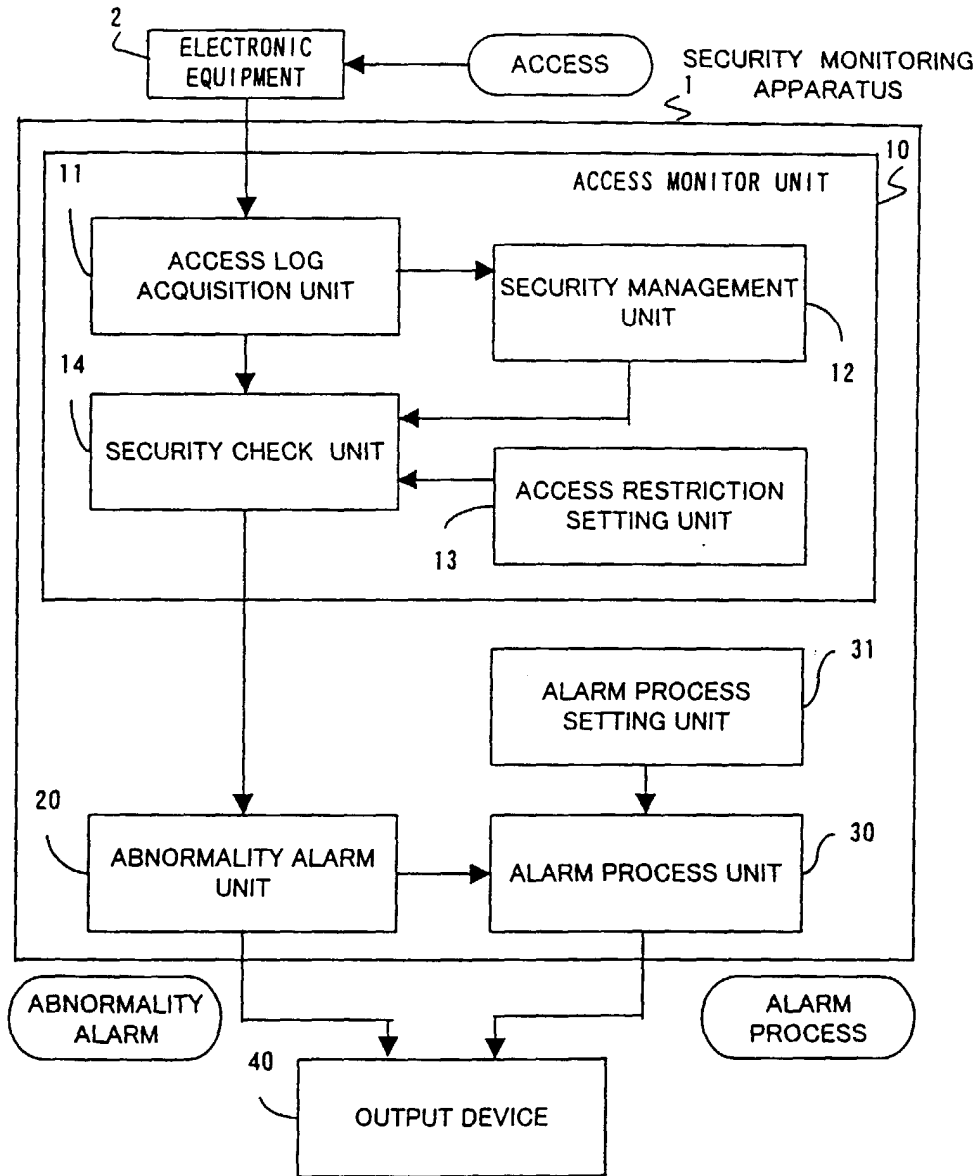 2
ELECTRONIC
EQUIPMENT
ACCESS
SECURITY MONITORING
APPARATUS
1
10
ACCESS MONITOR UNIT
11
ACCESS LOG
ACQUISITION UNIT
SECURITY MANAGEMENT
UNIT
12
14
SECURITY CHECK UNIT
ACCESS RESTRICTION
SETTING UNIT
13
31
ALARM PROCESS
SETTING UNIT
20
ABNORMALITY ALARM
UNIT
30
ALARM PROCESS UNIT
ABNORMALITY
ALARM
ALARM
PROCESS
40
OUTPUT DEVICE